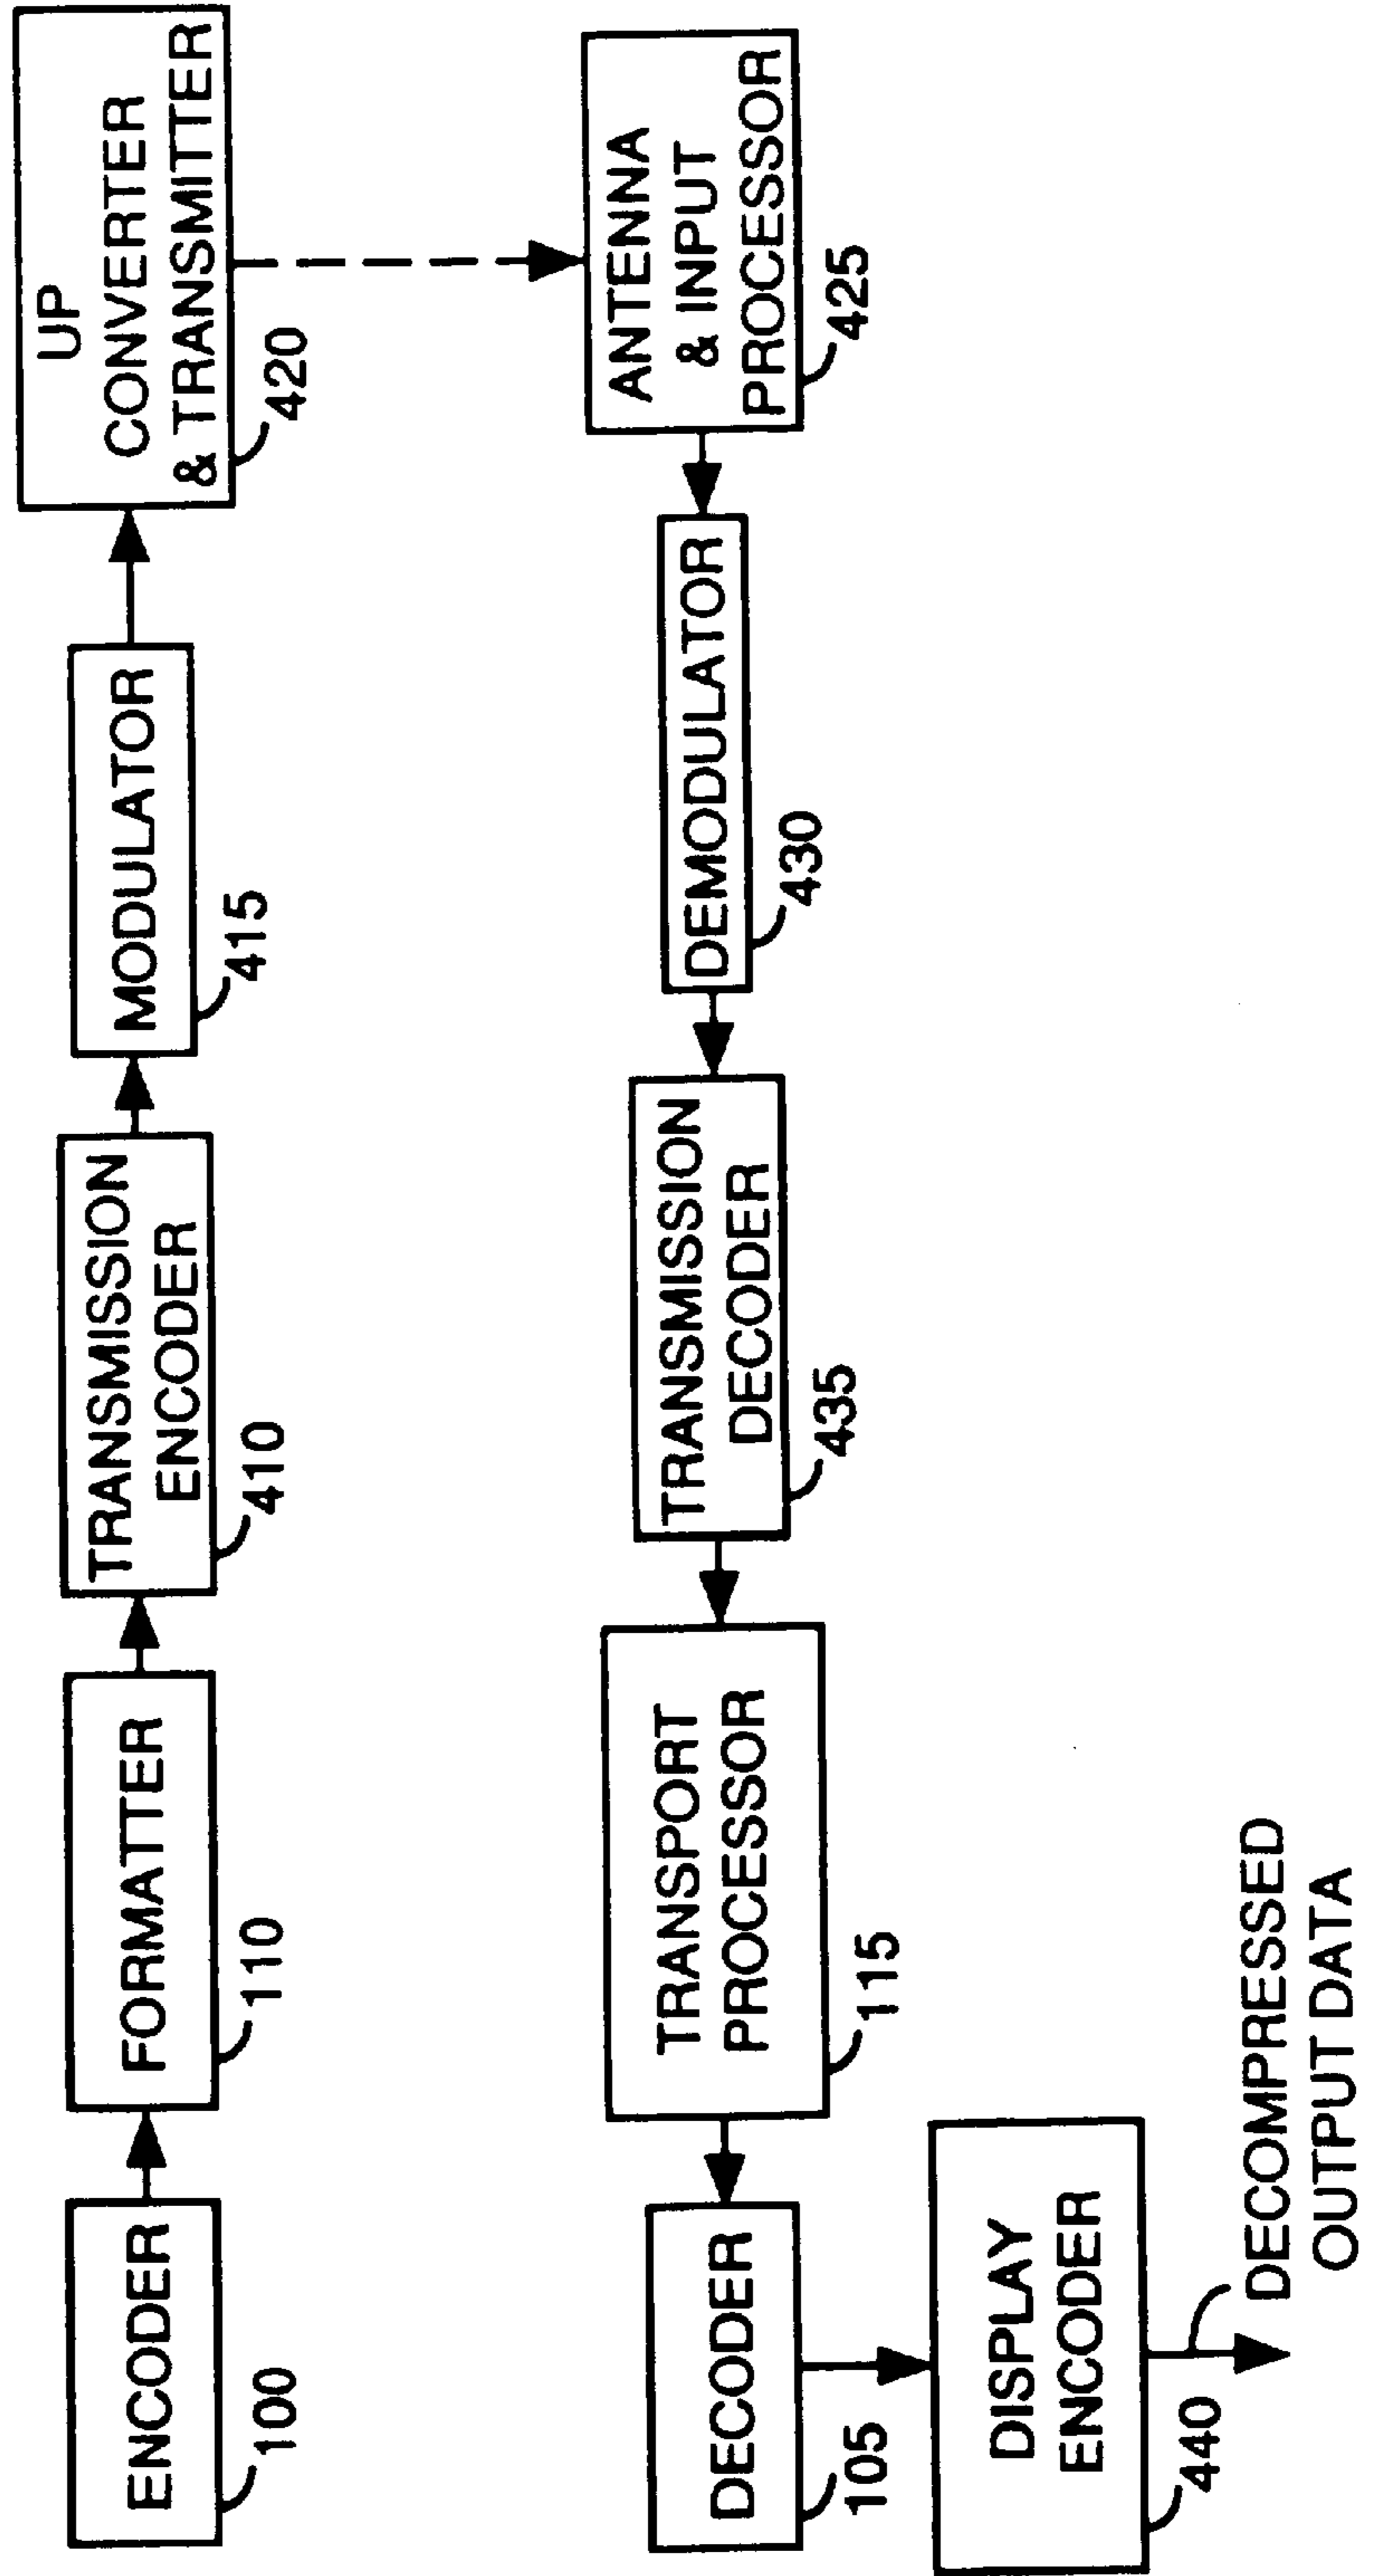 ENCODER
100
FORMATTER
110
TRANSMISSION
ENCODER
410
MODULATOR
415
UP
CONVERTER
& TRANSMITTER
420
ANTENNA
& INPUT
PROCESSOR
425
DEMODULATOR
430
TRANSMISSION
DECODER
435
TRANSPORT
PROCESSOR
115
DECODER
105
DISPLAY
ENCODER
440
DECOMPRESSED
OUTPUT DATA